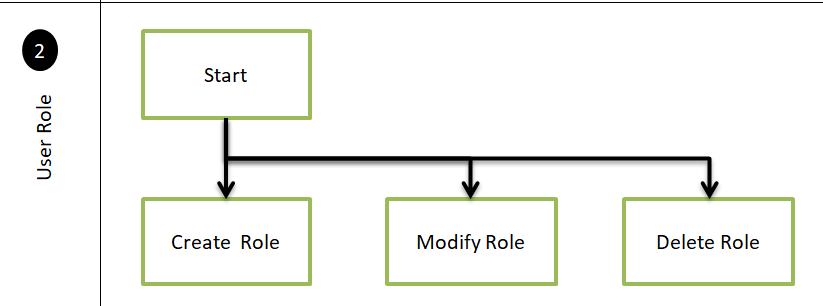 2
User Role
Start
Create Role
Modify Role
Delete Role